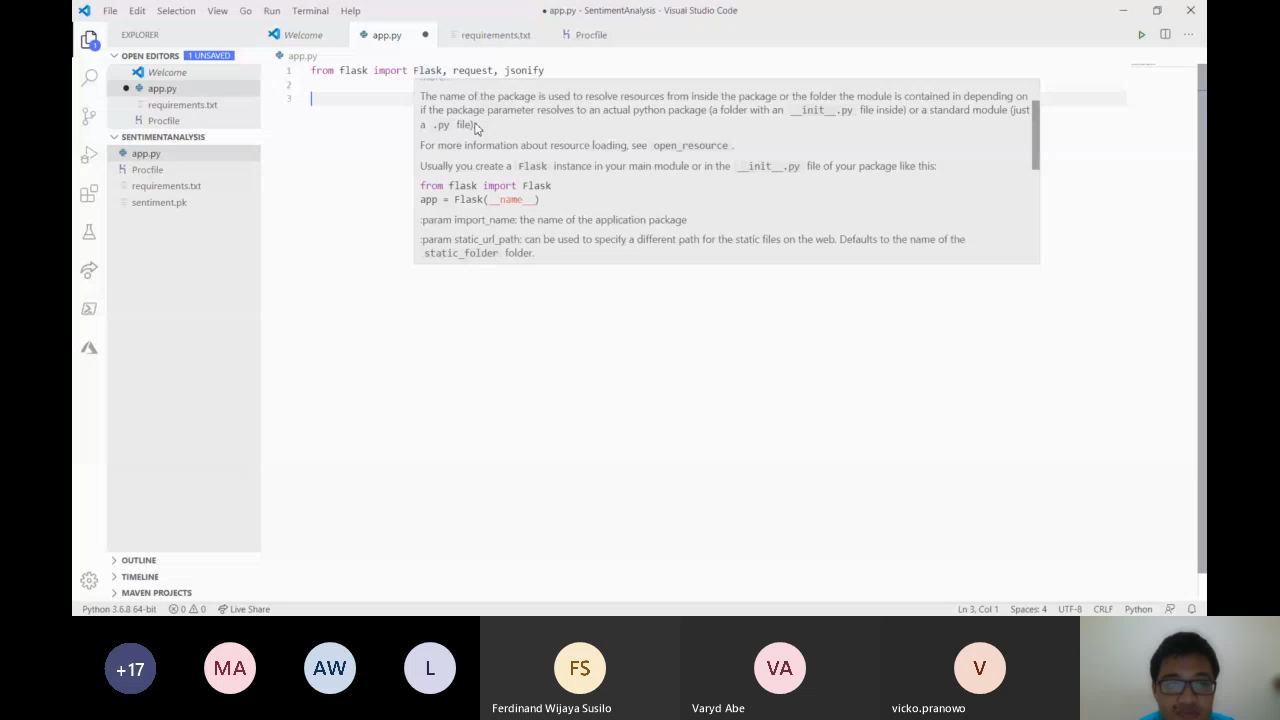 File Edit Selection View Go Run Terminal Help
● app.py - SentimentAnalysis - Visual Studio Code
EXPLORER
Welcome
app.py
requirements.txt
Procfile
OPEN EDITORS 1 UNSAVED
Welcome
app.py
requirements.txt
Procfile
SENTIMENTANALYSIS
app.py
Procfile
requirements.txt
sentiment.pk
OUTLINE
TIMELINE
MAVEN PROJECTS
1
app.py
1 from flask import Flask, request, jsonify
2
3
The name of the package is used to resolve resources from inside the package or the folder the module is contained in depending on
if the package parameter resolves to an actual python package (a folder with an __init__.py file inside) or a standard module (just
a .py file).
For more information about resource loading, see open_resource.
Usually you create a Flask instance in your main module or in the __init__.py file of your package like this:
from flask import Flask
app = Flask(__name__)
:param import_name: the name of the application package
:param static_url_path: can be used to specify a different path for the static files on the web. Defaults to the name of the
static_folder folder.
Python 3.6.8 64-bit 0 0 Live Share
Ln 3, Col 1 Spaces: 4 UTF-8 CRLF Python
+17
MA
AW
L
FS
Ferdinand Wijaya Susilo
VA
Varyd Abe
V
vicko.pranowo